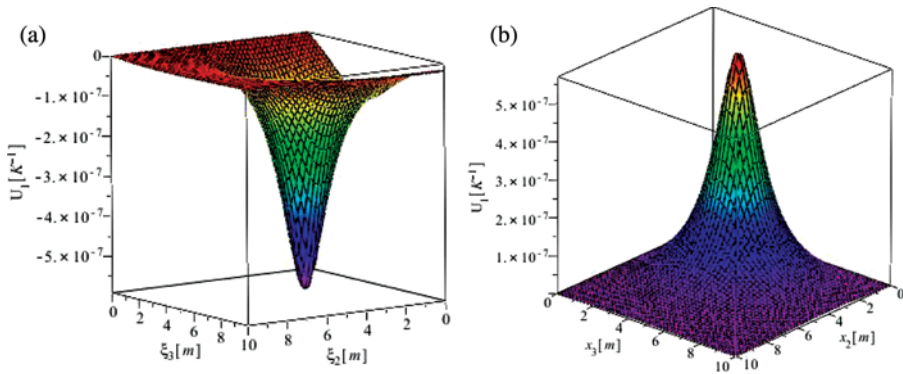 (a)
0
-1.×10⁻⁷
-2.×10⁻⁷
-3.×10⁻⁷
-4.×10⁻⁷
-5.×10⁻⁷
U₁[K⁻¹]
0 2 4 6 8 10
ξ₃[m]
8 6 4 2 0
ξ₂[m]
(b)
5.×10⁻⁷
4.×10⁻⁷
3.×10⁻⁷
2.×10⁻⁷
1.×10⁻⁷
U₁[K⁻¹]
0 2 4 6 8 10
x₃[m]
10 8 6 4 2 0
x₂[m]